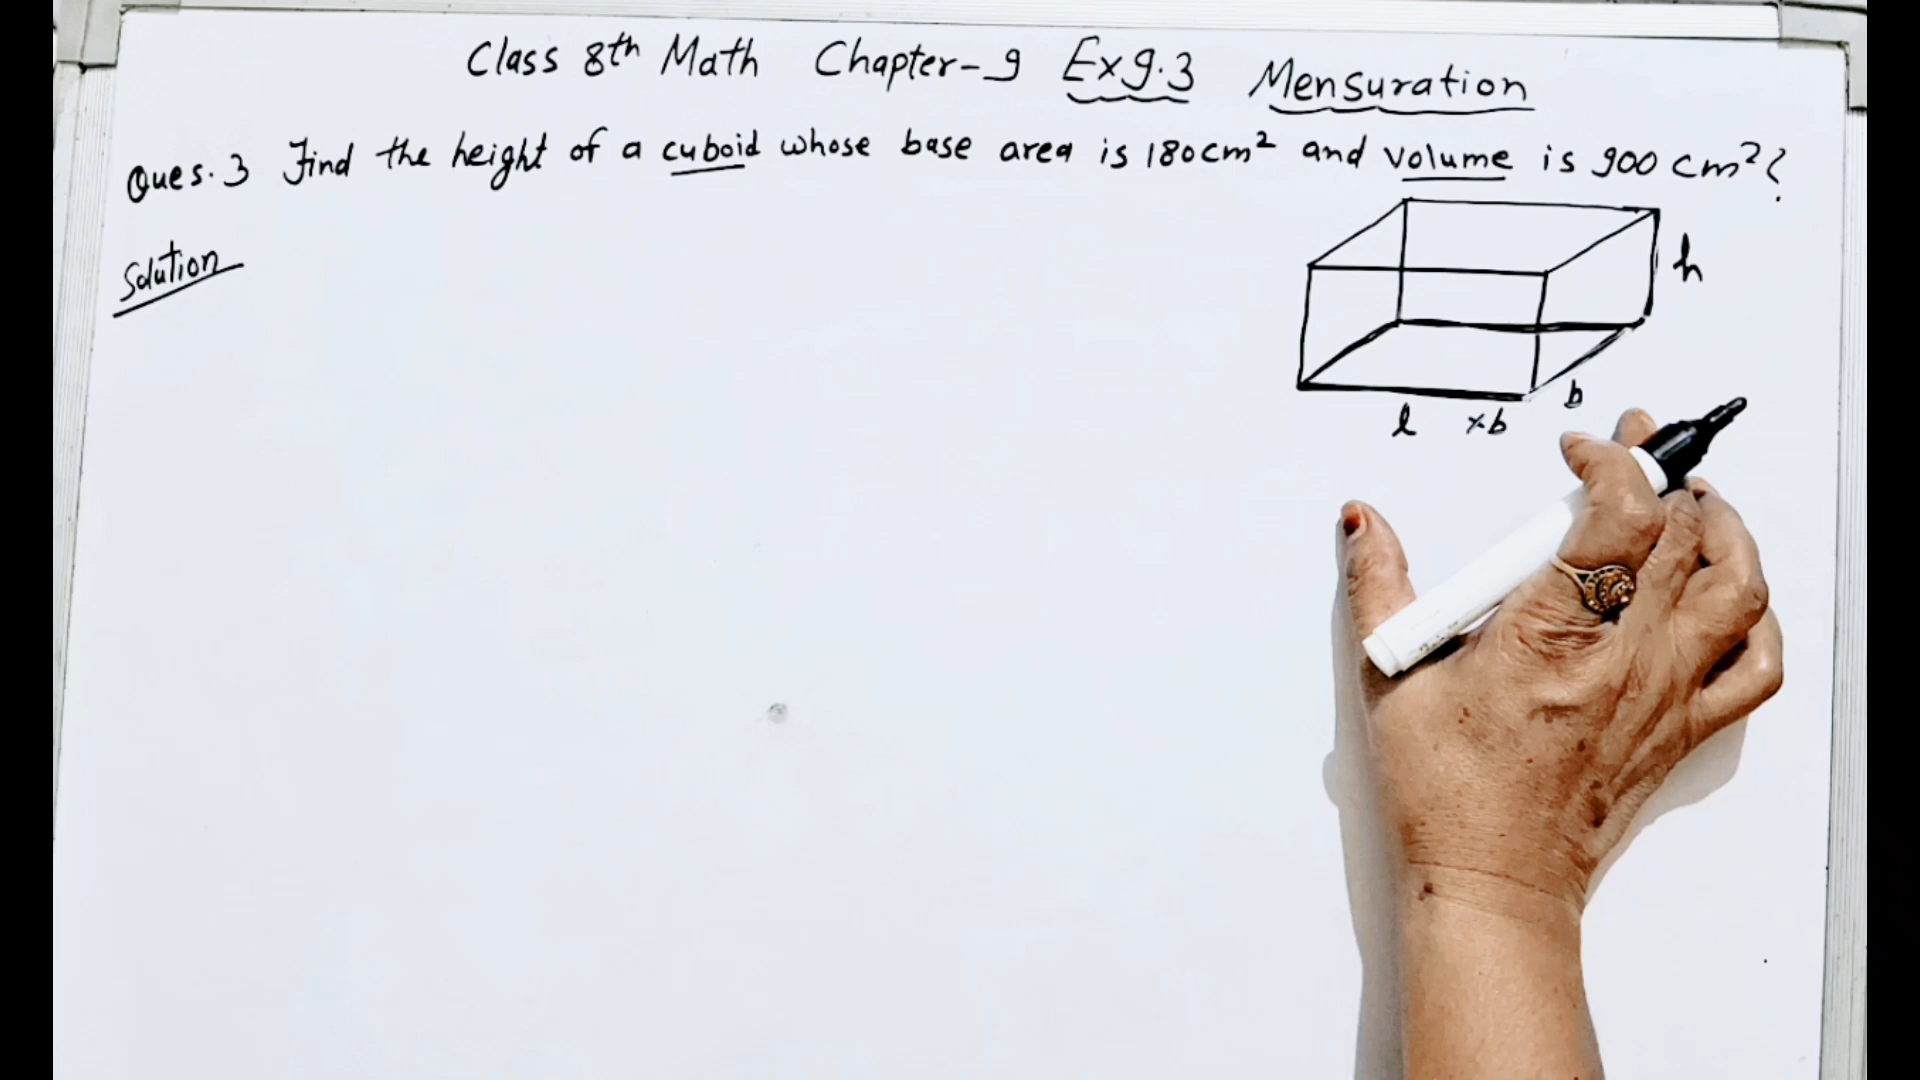 Class 8th Math Chapter-9 Ex9.3 Mensuration
Ques.3 Find the height of a cuboid whose base area is 180cm² and volume is 900 cm²?
Solution
h
b
l ×b